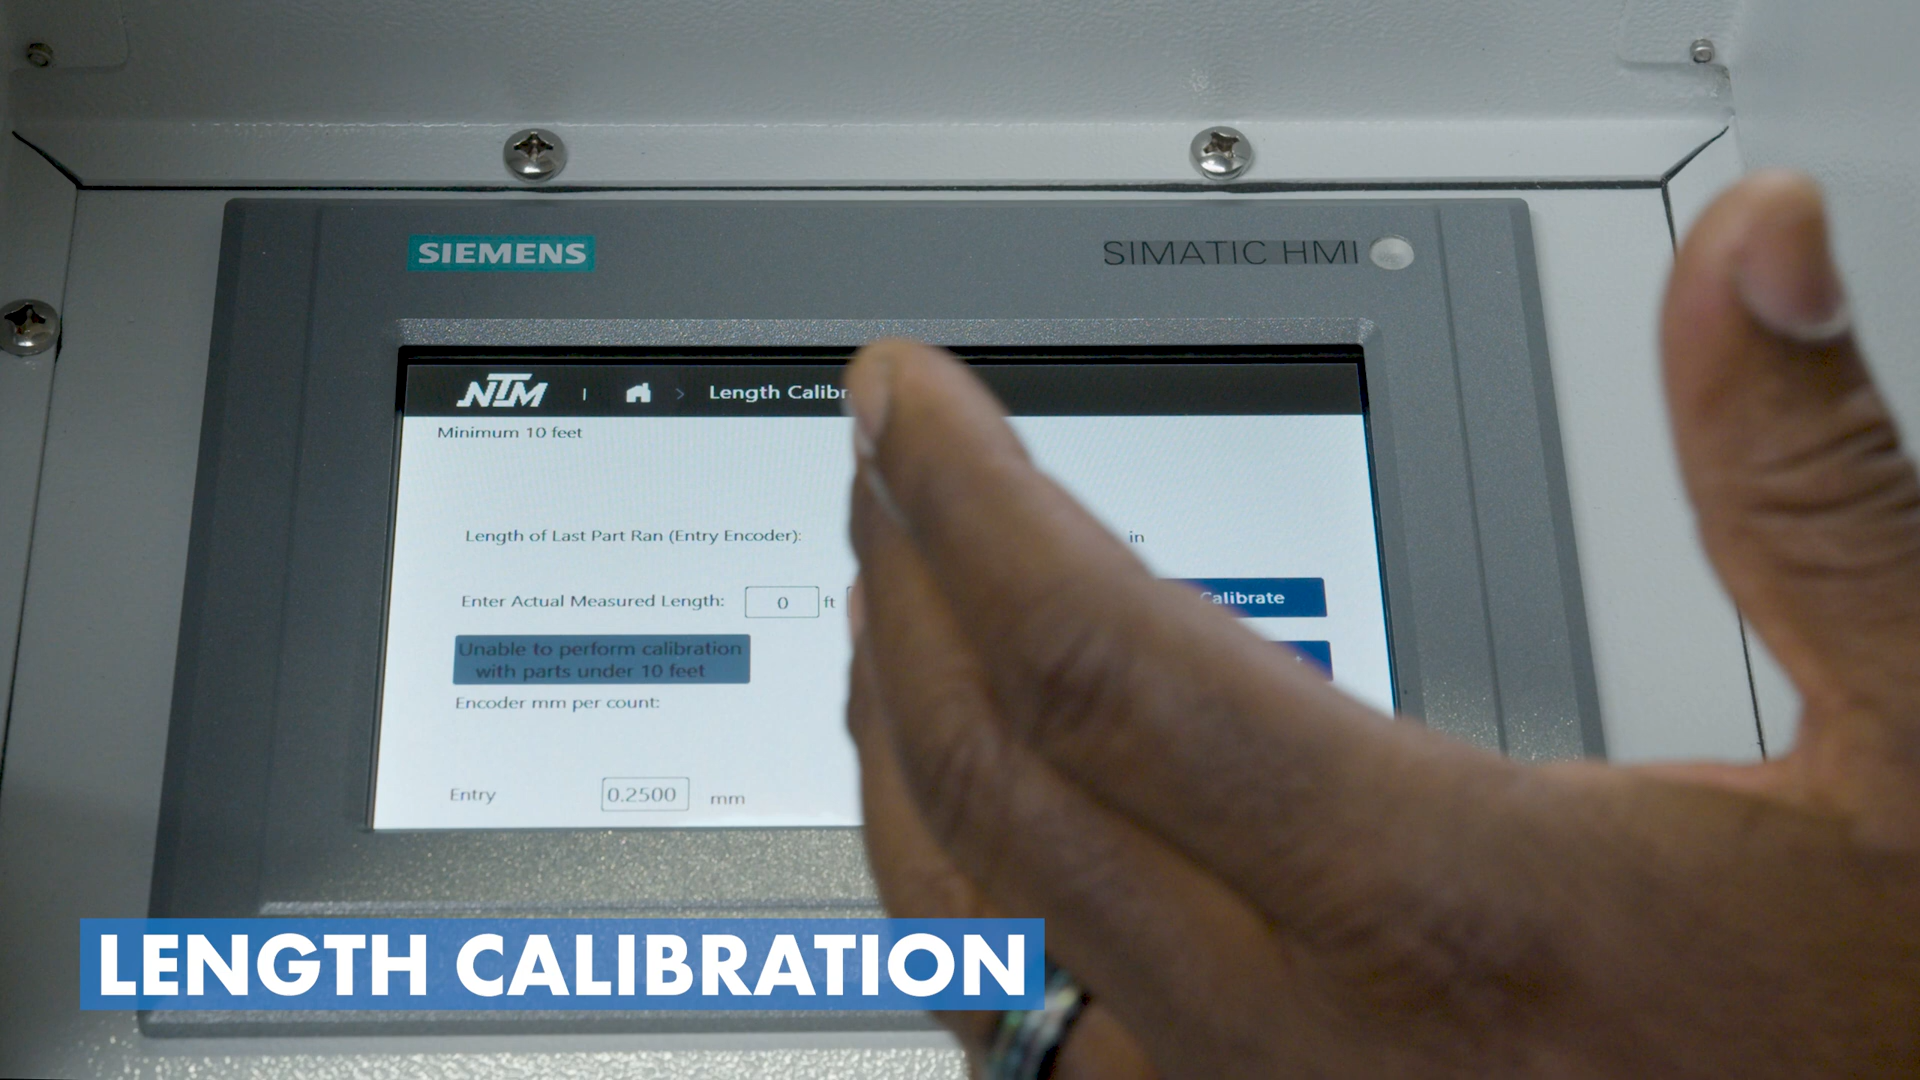 SIEMENS
SIMATIC HMI
NTM | > Length Calibr
Minimum 10 feet
Length of Last Part Ran (Entry Encoder):
in
Enter Actual Measured Length: 0 ft
Calibrate
Unable to perform calibration
with parts under 10 feet
Encoder mm per count:
Entry 0.2500 mm
LENGTH CALIBRATION